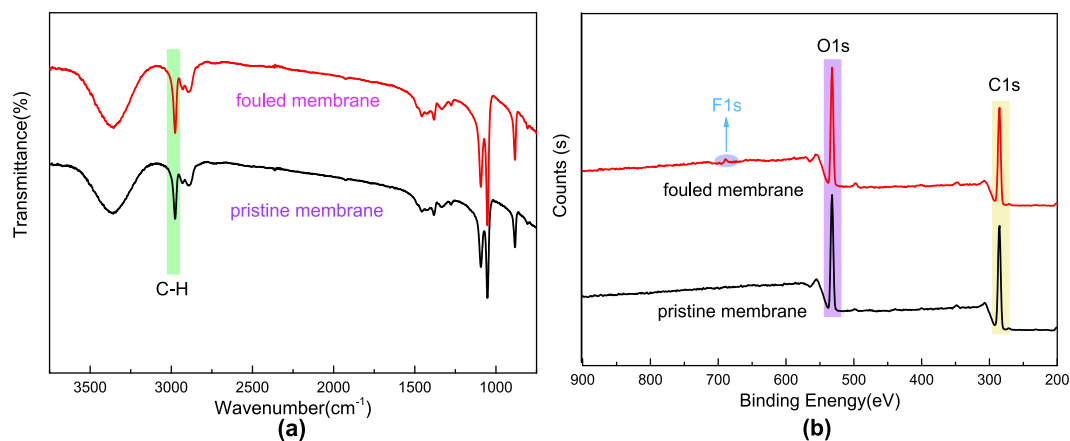 Transmittance(%)
fouled membrane
pristine membrane
C-H
3500
3000
2500
2000
1500
1000
Wavenumber(cm⁻¹)
(a)
Counts (s)
O1s
C1s
F1s
fouled membrane
pristine membrane
900
800
700
600
500
400
300
200
Binding Energy(eV)
(b)